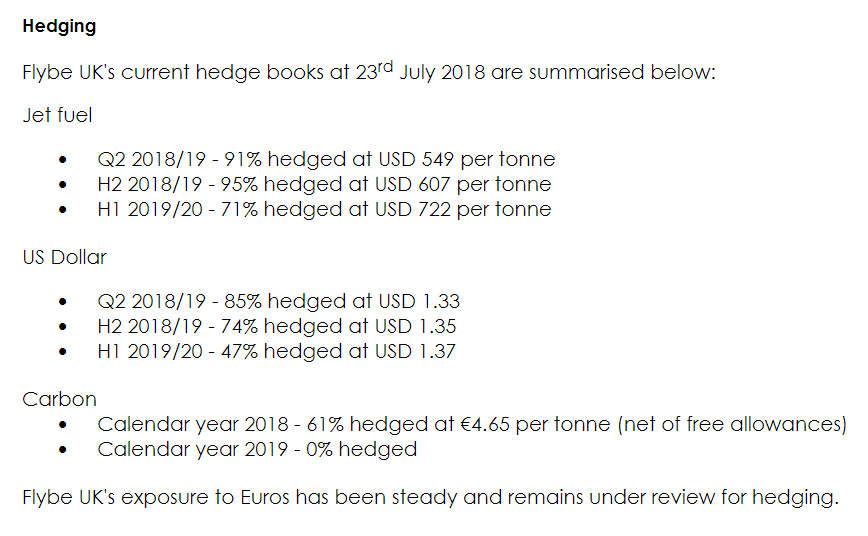 Hedging
Flybe UK's current hedge books at 23rd July 2018 are summarised below:
Jet fuel
• Q2 2018/19 - 91% hedged at USD 549 per tonne
• H2 2018/19 - 95% hedged at USD 607 per tonne
• H1 2019/20 - 71% hedged at USD 722 per tonne
US Dollar
• Q2 2018/19 - 85% hedged at USD 1.33
• H2 2018/19 - 74% hedged at USD 1.35
• H1 2019/20 - 47% hedged at USD 1.37
Carbon
• Calendar year 2018 - 61% hedged at €4.65 per tonne (net of free allowances)
• Calendar year 2019 - 0% hedged
Flybe UK's exposure to Euros has been steady and remains under review for hedging.